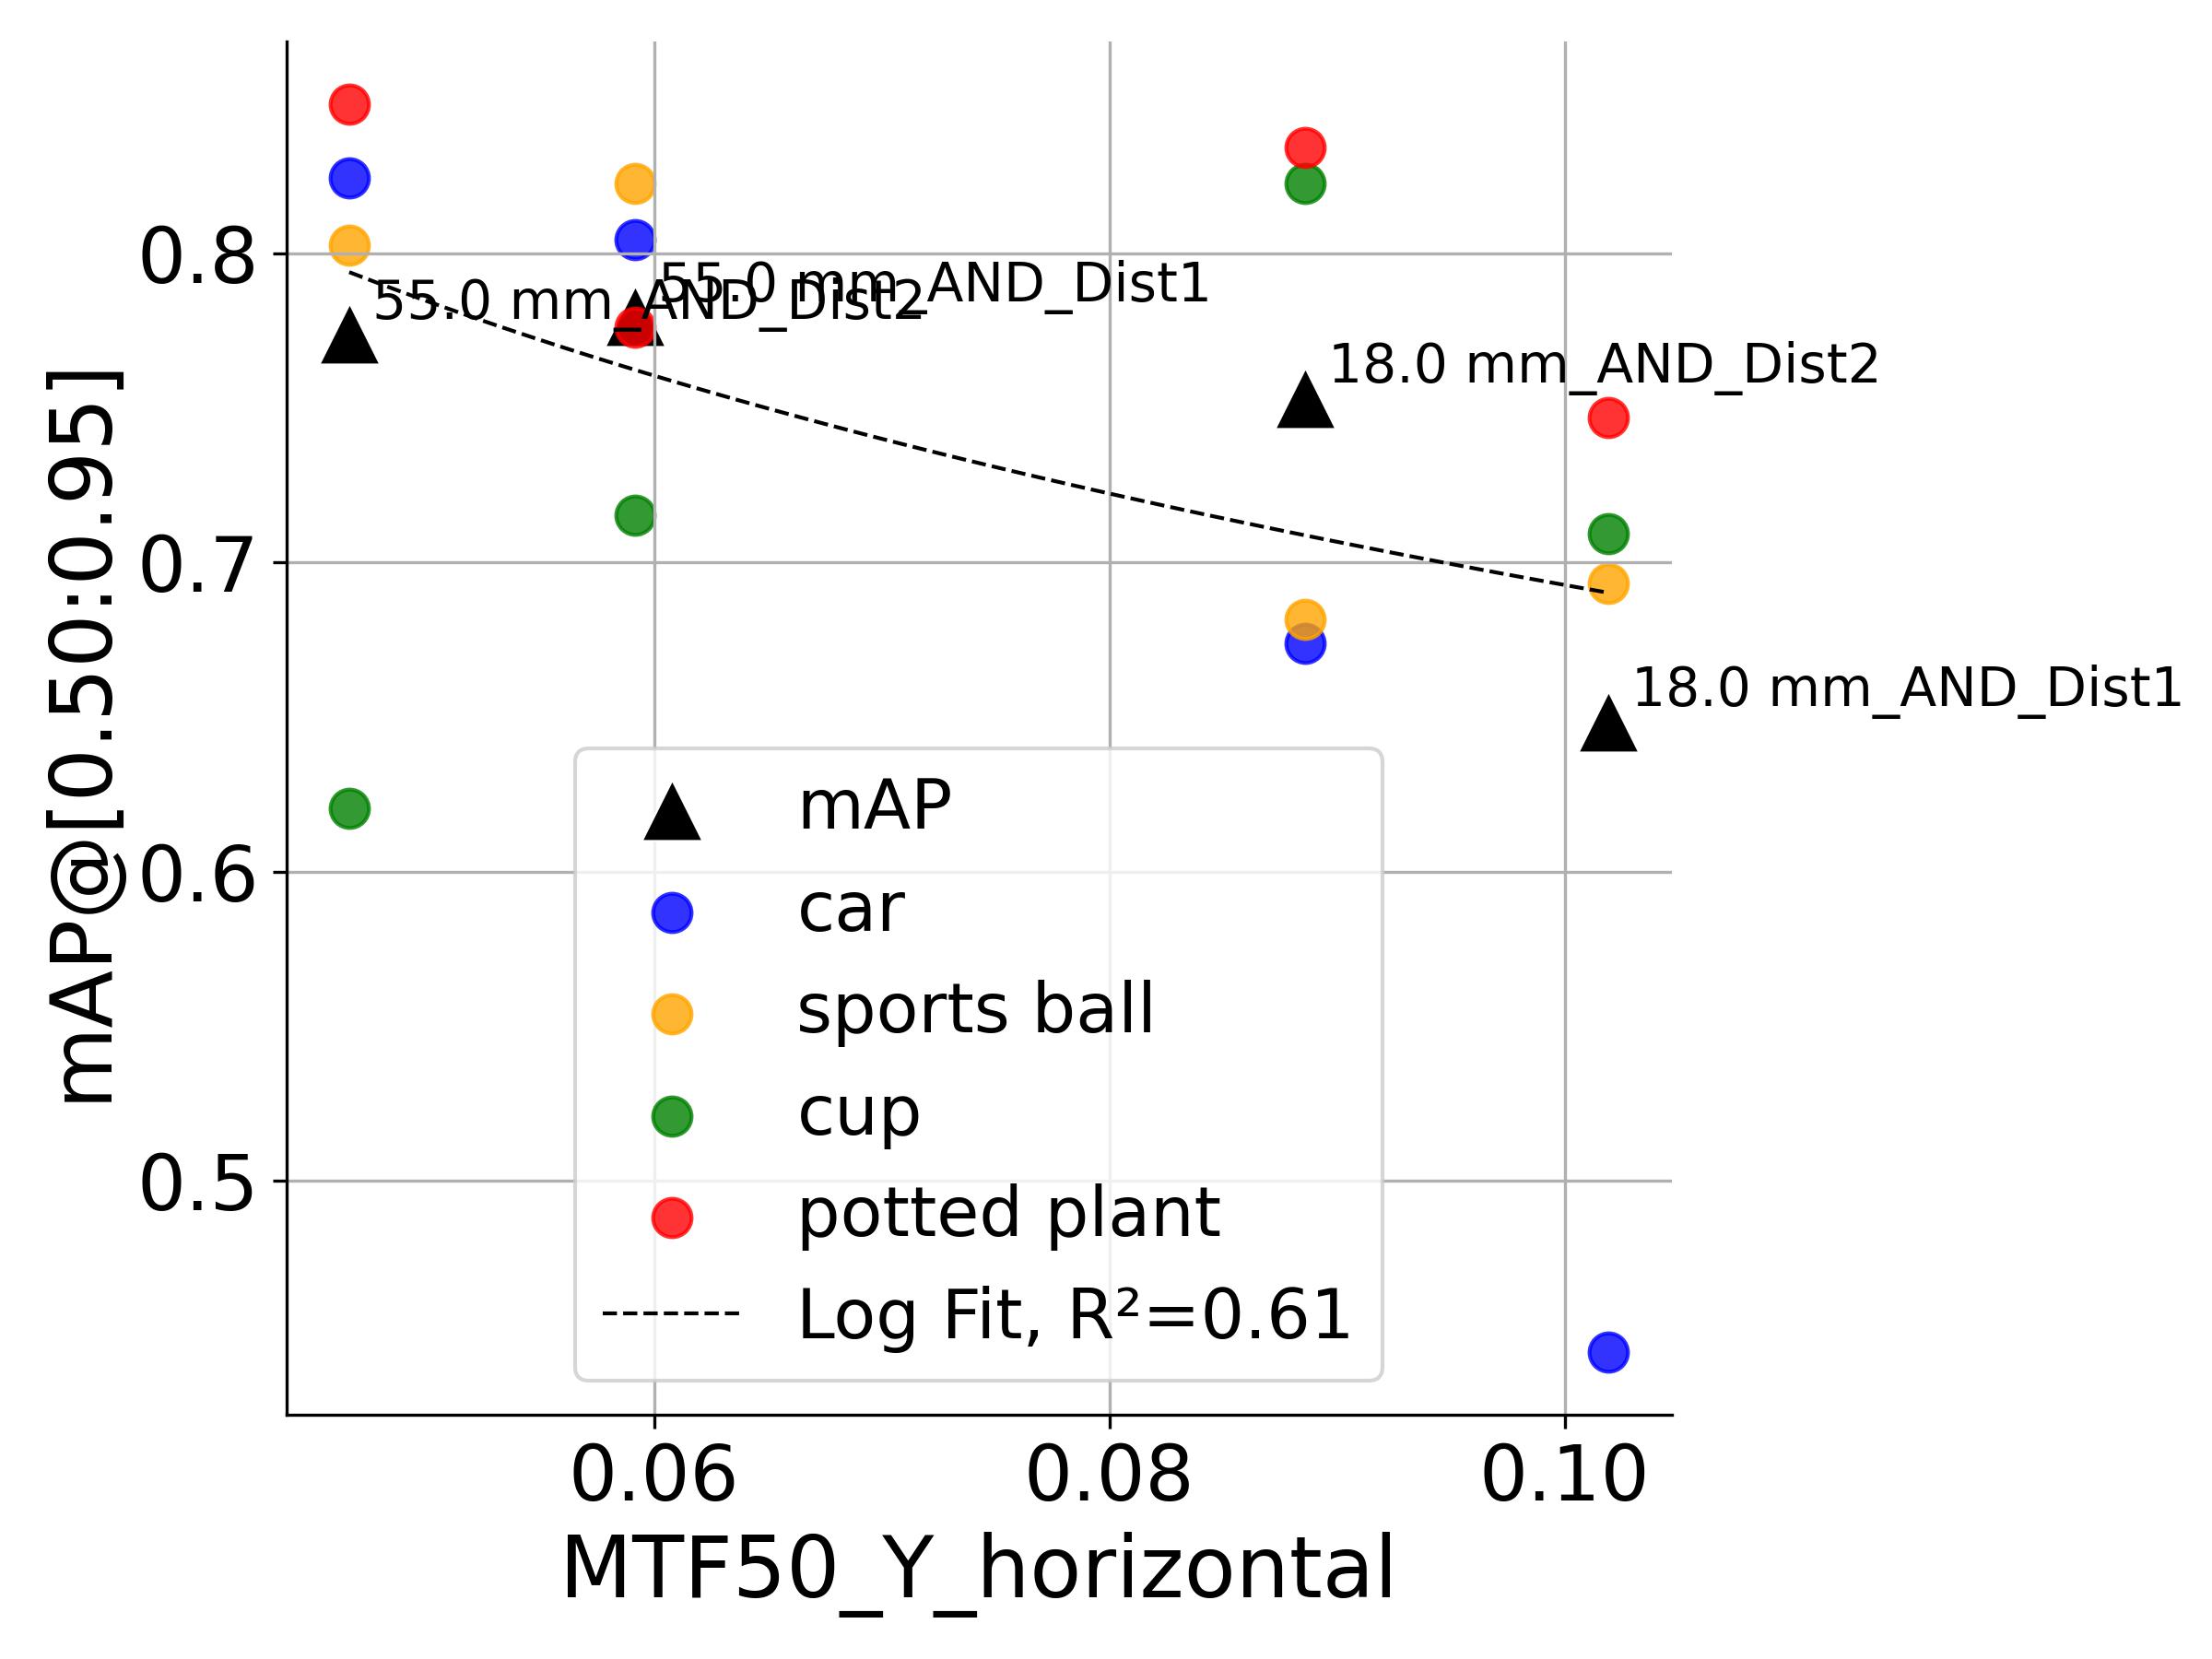 mAP@[0.50:0.95]
0.8
0.7
0.6
0.5
55.0 mm_AND_Dist2
55.0 mm_AND_Dist1
18.0 mm_AND_Dist2
18.0 mm_AND_Dist1
mAP
car
sports ball
cup
potted plant
Log Fit, R²=0.61
0.06 0.08 0.10
MTF50_Y_horizontal